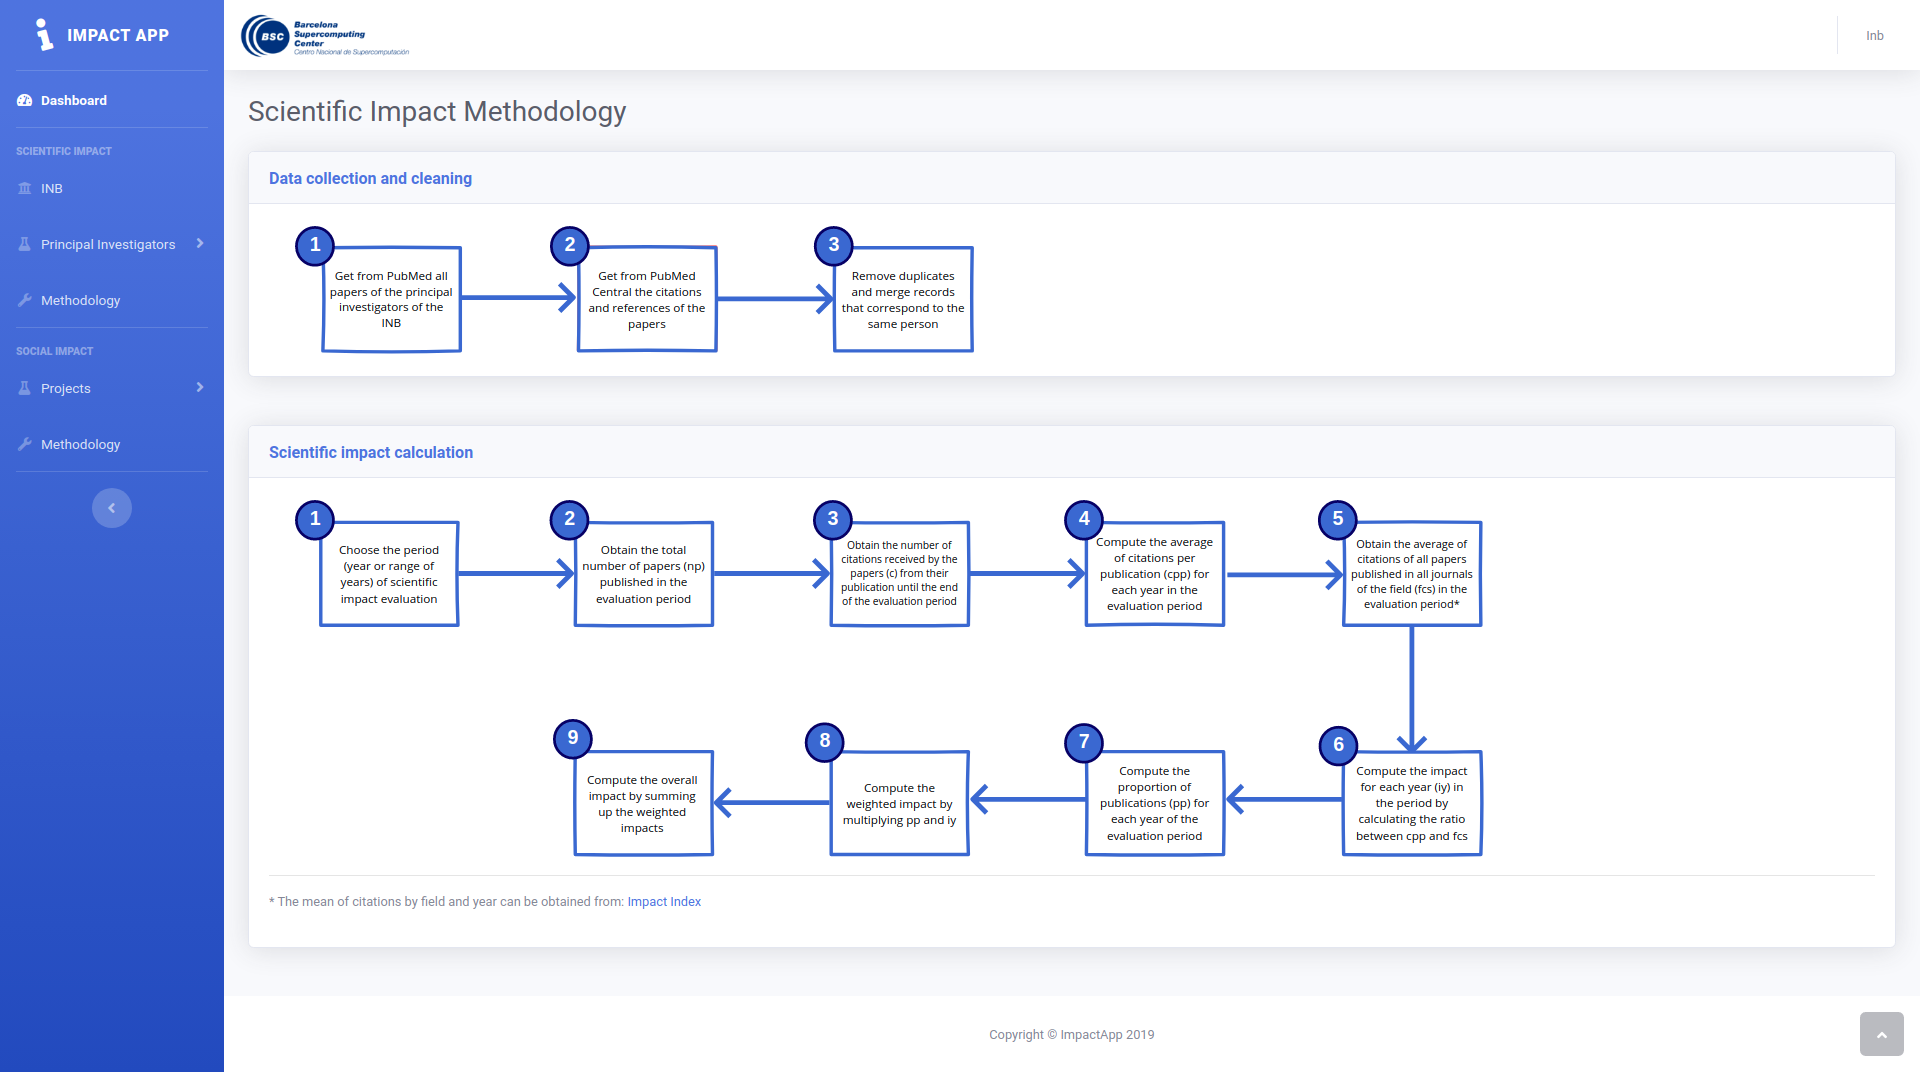 IMPACT APP
Dashboard
SCIENTIFIC IMPACT
INB
Principal Investigators
Methodology
SOCIAL IMPACT
Projects
Methodology
BSC
Barcelona
Supercomputing
Center
Centro Nacional de Supercomputación
Inb
Scientific Impact Methodology
Data collection and cleaning
1
Get from PubMed all
papers of the principal
investigators of the
INB
2
Get from PubMed
Central the citations
and references of the
papers
3
Remove duplicates
and merge records
that correspond to the
same person
Scientific impact calculation
1
Choose the period
(year or range of
years) of scientific
impact evaluation
2
Obtain the total
number of papers (np)
published in the
evaluation period
3
Obtain the number of
citations received by the
papers (c) from their
publication until the end
of the evaluation period
4
Compute the average
of citations per
publication (cpp) for
each year in the
evaluation period
5
Obtain the average of
citations of all papers
published in all journals
of the field (fcs) in the
evaluation period*
6
Compute the impact
for each year (iy) in
the period by
calculating the ratio
between cpp and fcs
7
Compute the
proportion of
publications (pp) for
each year of the
evaluation period
8
Compute the
weighted impact by
multiplying pp and iy
9
Compute the overall
impact by summing
up the weighted
impacts
* The mean of citations by field and year can be obtained from: Impact Index
Copyright © ImpactApp 2019